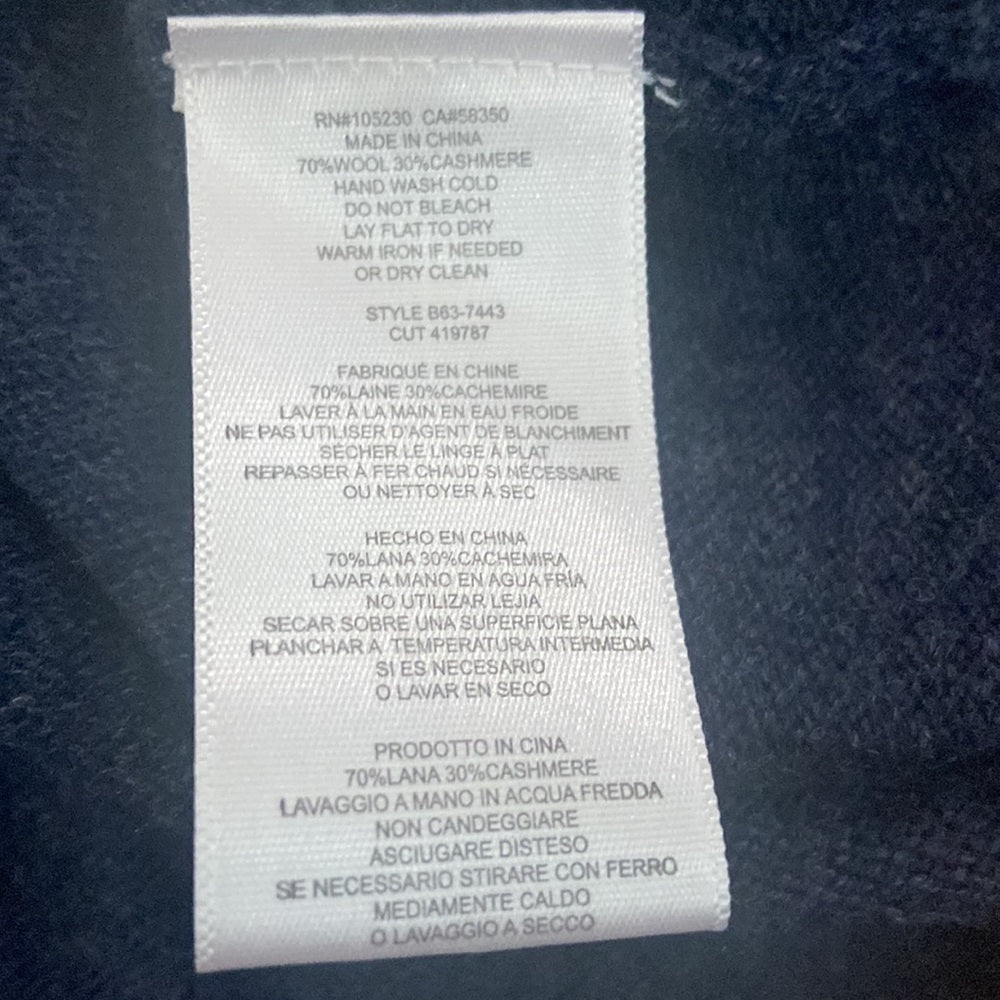 RN#105230 CA#58350
MADE IN CHINA
70%WOOL 30%CASHMERE
HAND WASH COLD
DO NOT BLEACH
LAY FLAT TO DRY
WARM IRON IF NEEDED
OR DRY CLEAN
STYLE B63-7443
CUT 419787
FABRIQUÉ EN CHINE
70%LAINE 30%CACHEMIRE
LAVER À LA MAIN EN EAU FROIDE
NE PAS UTILISER D'AGENT DE BLANCHIMENT
SÉCHER LE LINGE À PLAT
REPASSER À FER CHAUD SI NÉCESSAIRE
OU NETTOYER À SEC
HECHO EN CHINA
70%LANA 30%CACHEMIRA
LAVAR A MANO EN AGUA FRÍA
NO UTILIZAR LEJIA
SECAR SOBRE UNA SUPERFICIE PLANA
PLANCHAR A TEMPERATURA INTERMEDIA
SI ES NECESARIO
O LAVAR EN SECO
PRODOTTO IN CINA
70%LANA 30%CASHMERE
LAVAGGIO A MANO IN ACQUA FREDDA
NON CANDEGGIARE
ASCIUGARE DISTESO
SE NECESSARIO STIRARE CON FERRO
MEDIAMENTE CALDO
O LAVAGGIO A SECCO